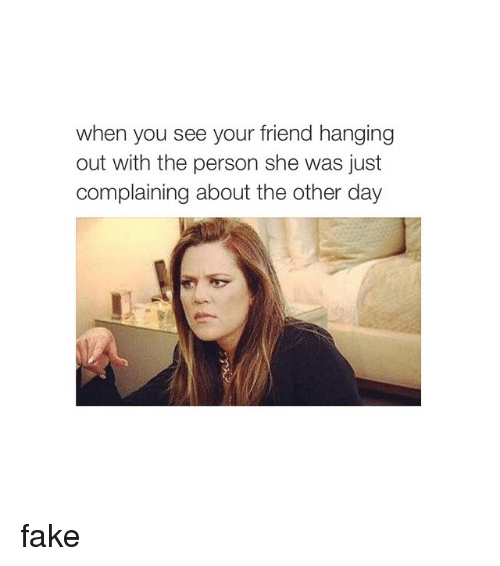 when you see your friend hanging
out with the person she was just
complaining about the other day
fake